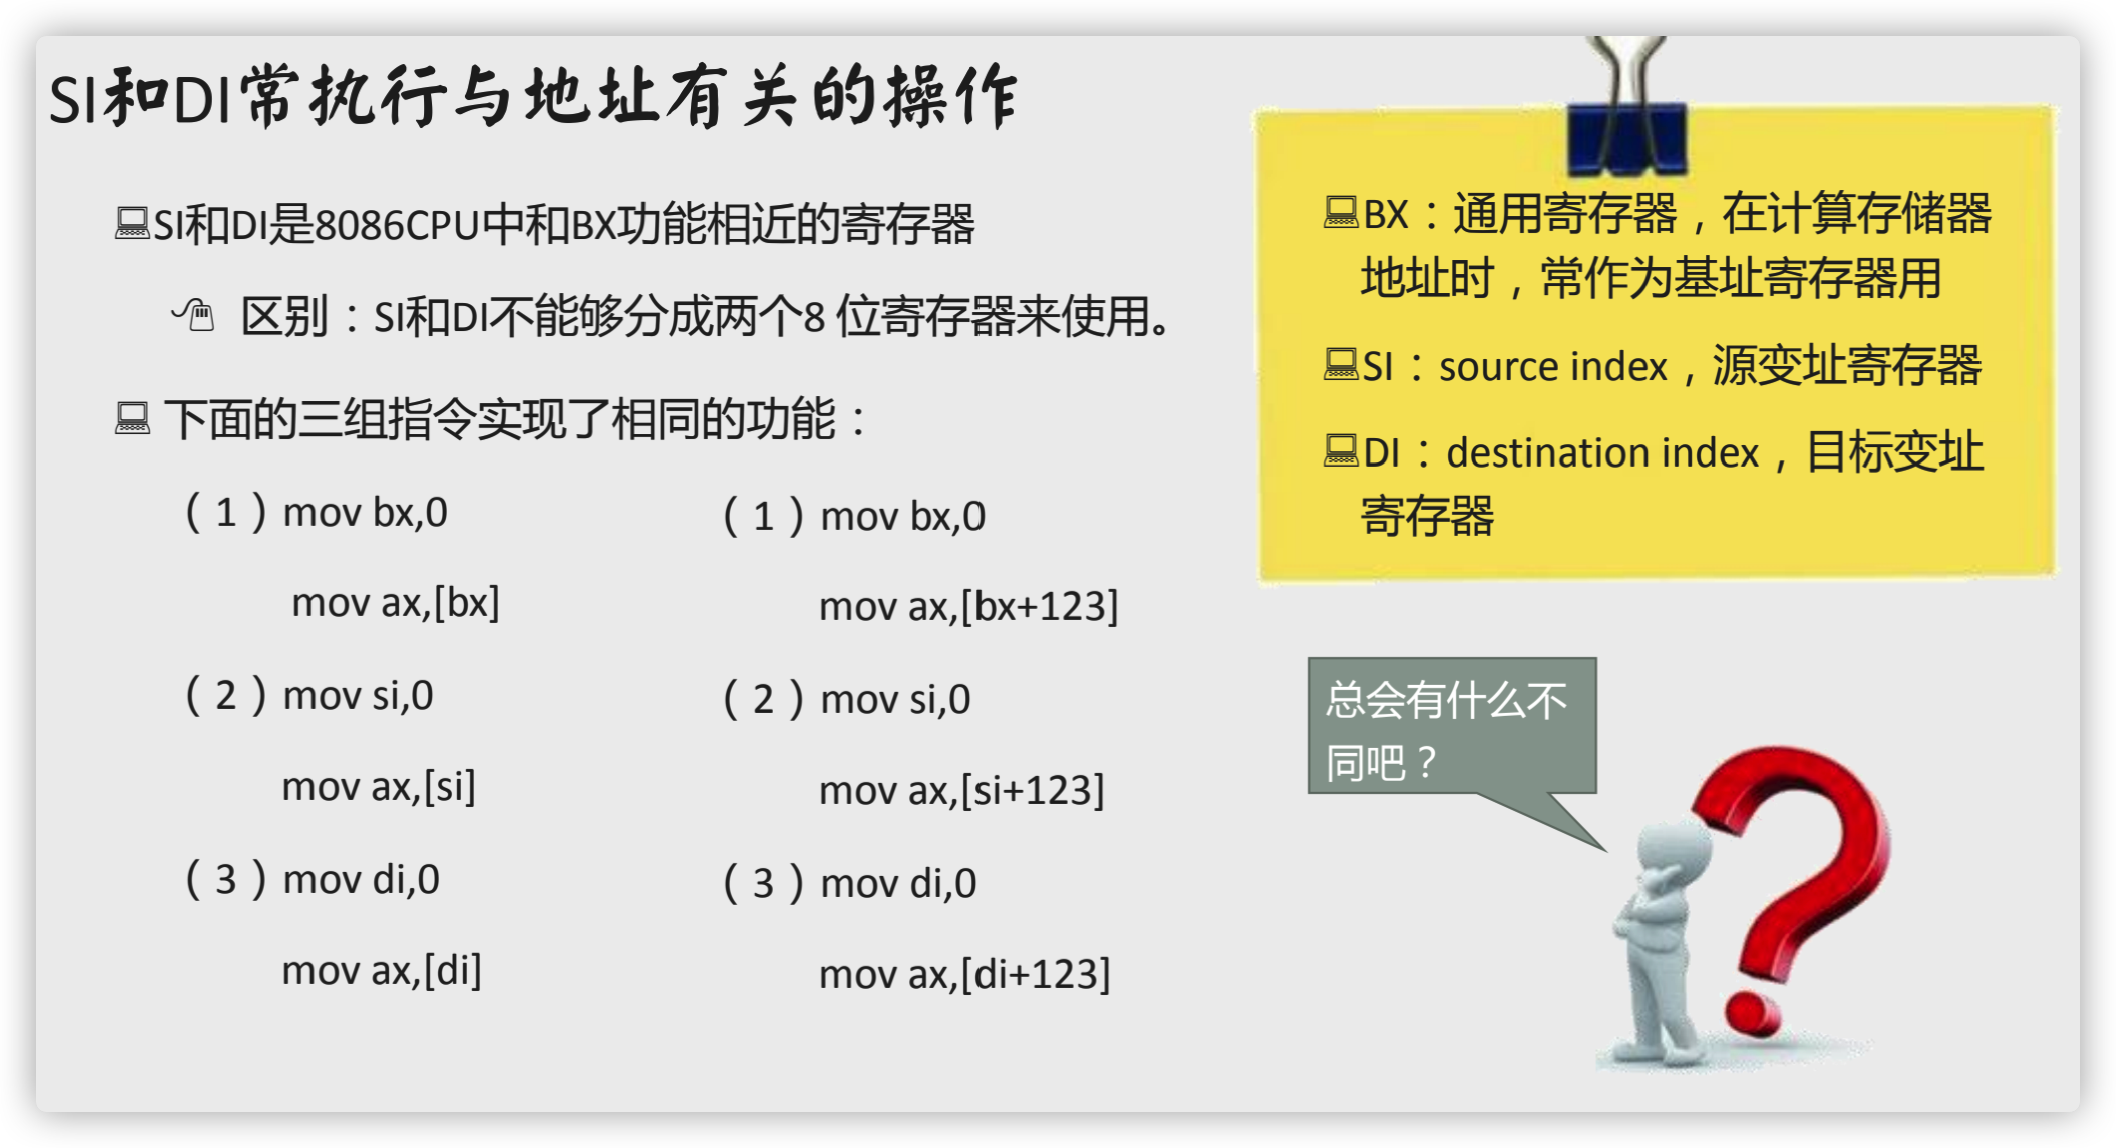 SI和DI常执行与地址有关的操作
SI和DI是8086CPU中和BX功能相近的寄存器
区别：SI和DI不能够分成两个8 位寄存器来使用。
下面的三组指令实现了相同的功能：
（1）mov bx,0
mov ax,[bx]
（2）mov si,0
mov ax,[si]
（3）mov di,0
mov ax,[di]
（1）mov bx,0
mov ax,[bx+123]
（2）mov si,0
mov ax,[si+123]
（3）mov di,0
mov ax,[di+123]
BX：通用寄存器，在计算存储器
地址时，常作为基址寄存器用
SI：source index，源变址寄存器
DI：destination index，目标变址
寄存器
总会有什么不
同吧？